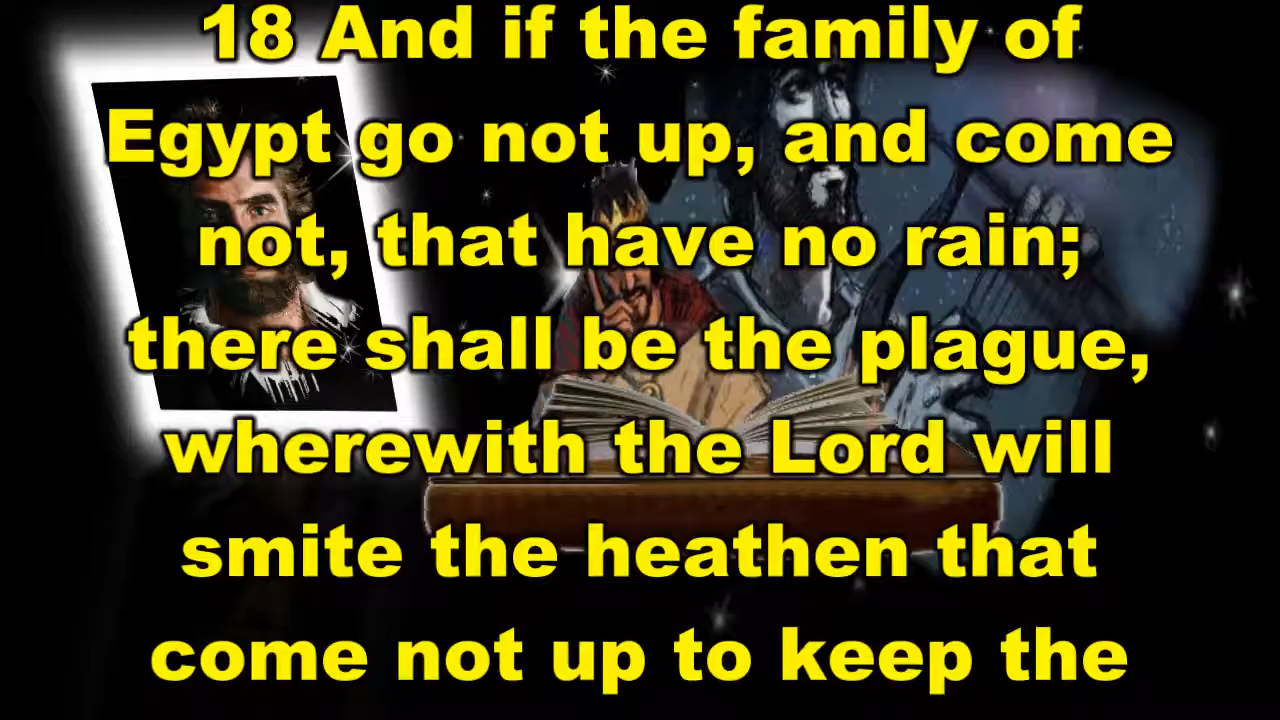 18 And if the family of
Egypt go not up, and come
not, that have no rain;
there shall be the plague,
wherewith the Lord will
smite the heathen that
come not up to keep the